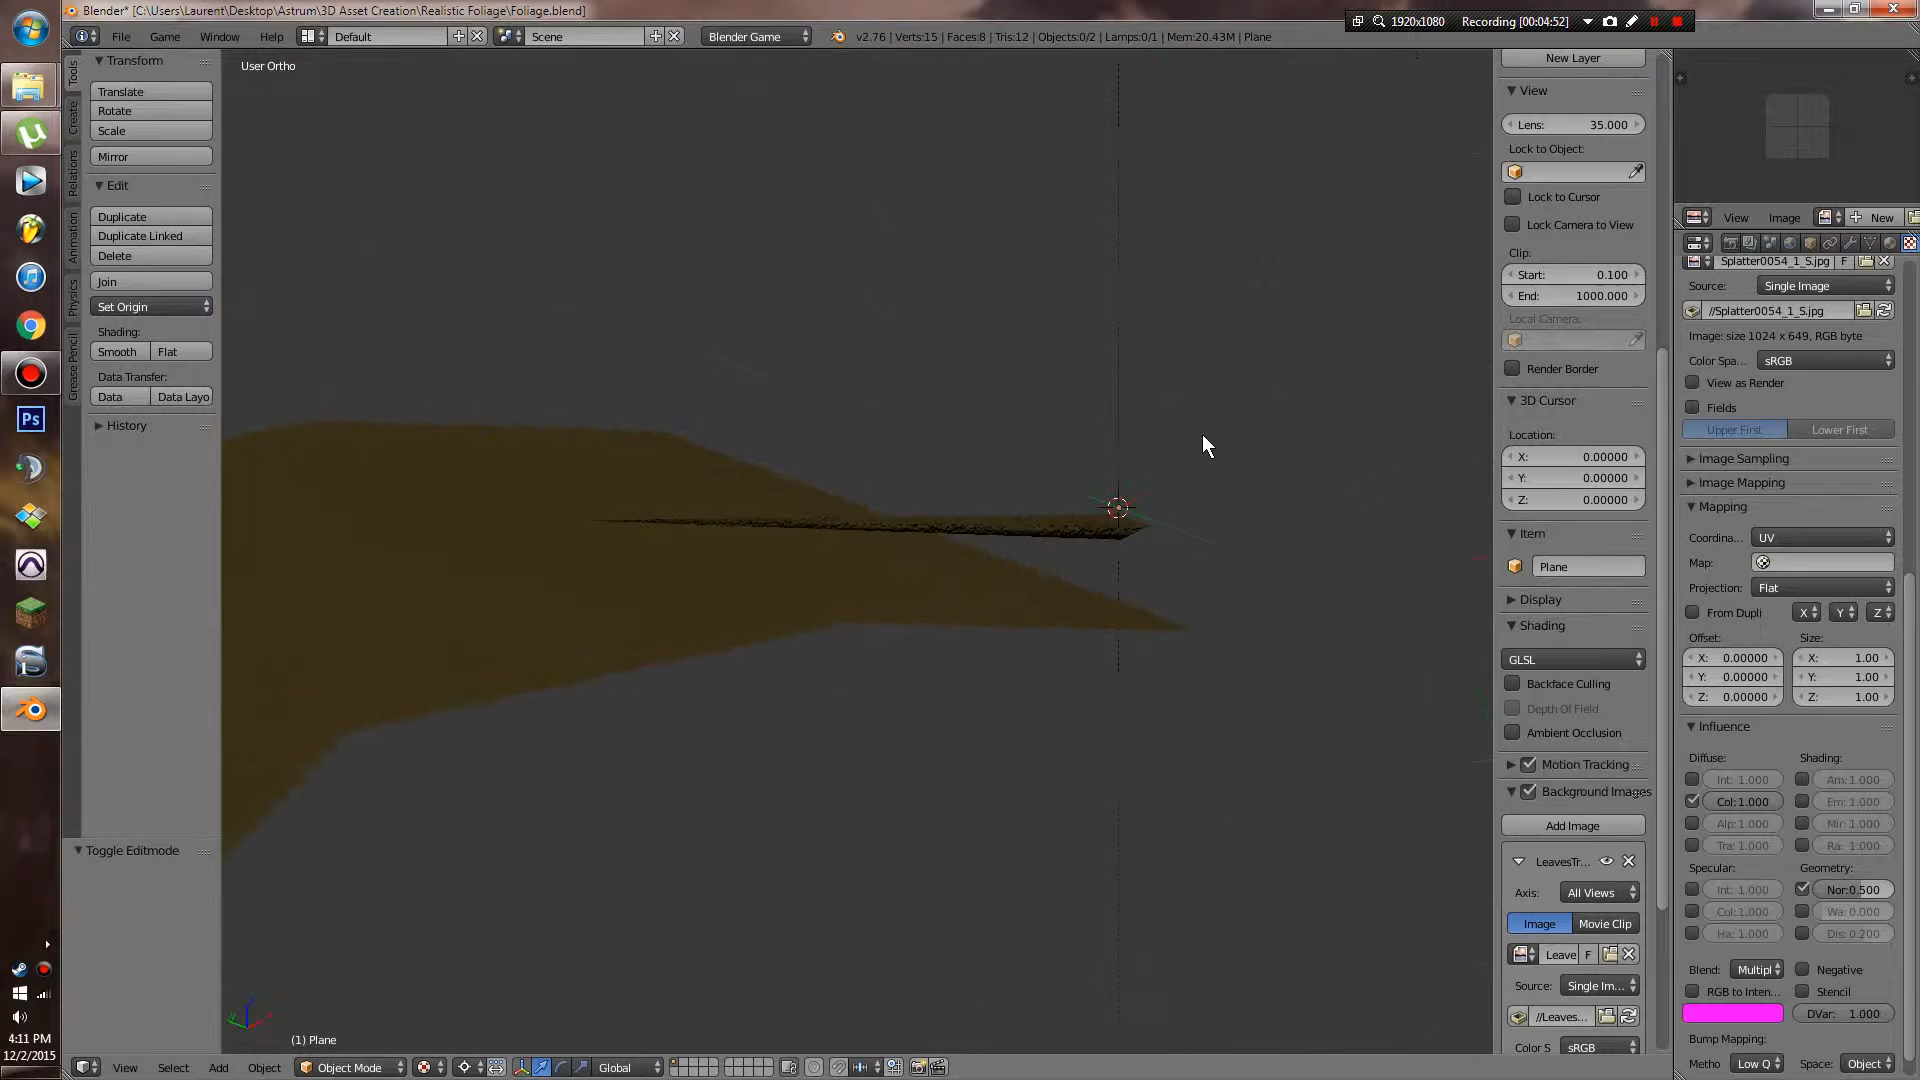 Blender* [C:\Users\Laurent\Desktop\Astrum\3D Asset Creation\Realistic Foliage\Foliage.blend]
1920x1080 Recording [00:04:52]
File Game Window Help Default Scene Blender Game v2.76 | Verts:15 | Faces:8 | Tris:12 | Objects:0/2 | Lamps:0/1 | Mem:20.43M | Plane
Tools
Create
Relations
Animation
Physics
Grease Pencil
Transform
Translate
Rotate
Scale
Mirror
Edit
Duplicate
Duplicate Linked
Delete
Join
Set Origin
Shading:
Smooth Flat
Data Transfer:
Data Data Layo
History
Toggle Editmode
User Ortho
(1) Plane
View Select Add Object Object Mode Global
New Layer
View
Lens: 35.000
Lock to Object:
Lock to Cursor
Lock Camera to View
Clip:
Start: 0.100
End: 1000.000
Local Camera:
Render Border
3D Cursor
Location:
X: 0.00000
Y: 0.00000
Z: 0.00000
Item
Plane
Display
Shading
GLSL
Backface Culling
Depth Of Field
Ambient Occlusion
Motion Tracking
Background Images
Add Image
LeavesTr...
Axis: All Views
Image Movie Clip
Leave F
Source: Single Im...
//Leaves...
Color S sRGB
View Image New
Splatter0054_1_S.jpg F
Source: Single Image
//Splatter0054_1_S.jpg
Image: size 1024 x 649, RGB byte
Color Spa... sRGB
View as Render
Fields
Upper First Lower First
Image Sampling
Image Mapping
Mapping
Coordina... UV
Map:
Projection: Flat
From Dupli X Y Z
Offset: Size:
X: 0.00000 X: 1.00
Y: 0.00000 Y: 1.00
Z: 0.00000 Z: 1.00
Influence
Diffuse: Shading:
Int: 1.000 Am: 1.000
Col: 1.000 Em: 1.000
Alp: 1.000 Mir: 1.000
Tra: 1.000 Ra: 1.000
Specular: Geometry:
Int: 1.000 Nor: 0.500
Col: 1.000 Wa: 0.000
Ha: 1.000 Dis: 0.200
Blend: Multipl Negative
RGB to Inten... Stencil
DVar: 1.000
Bump Mapping:
Metho Low Q Space: Object
Ps
4:11 PM
12/2/2015